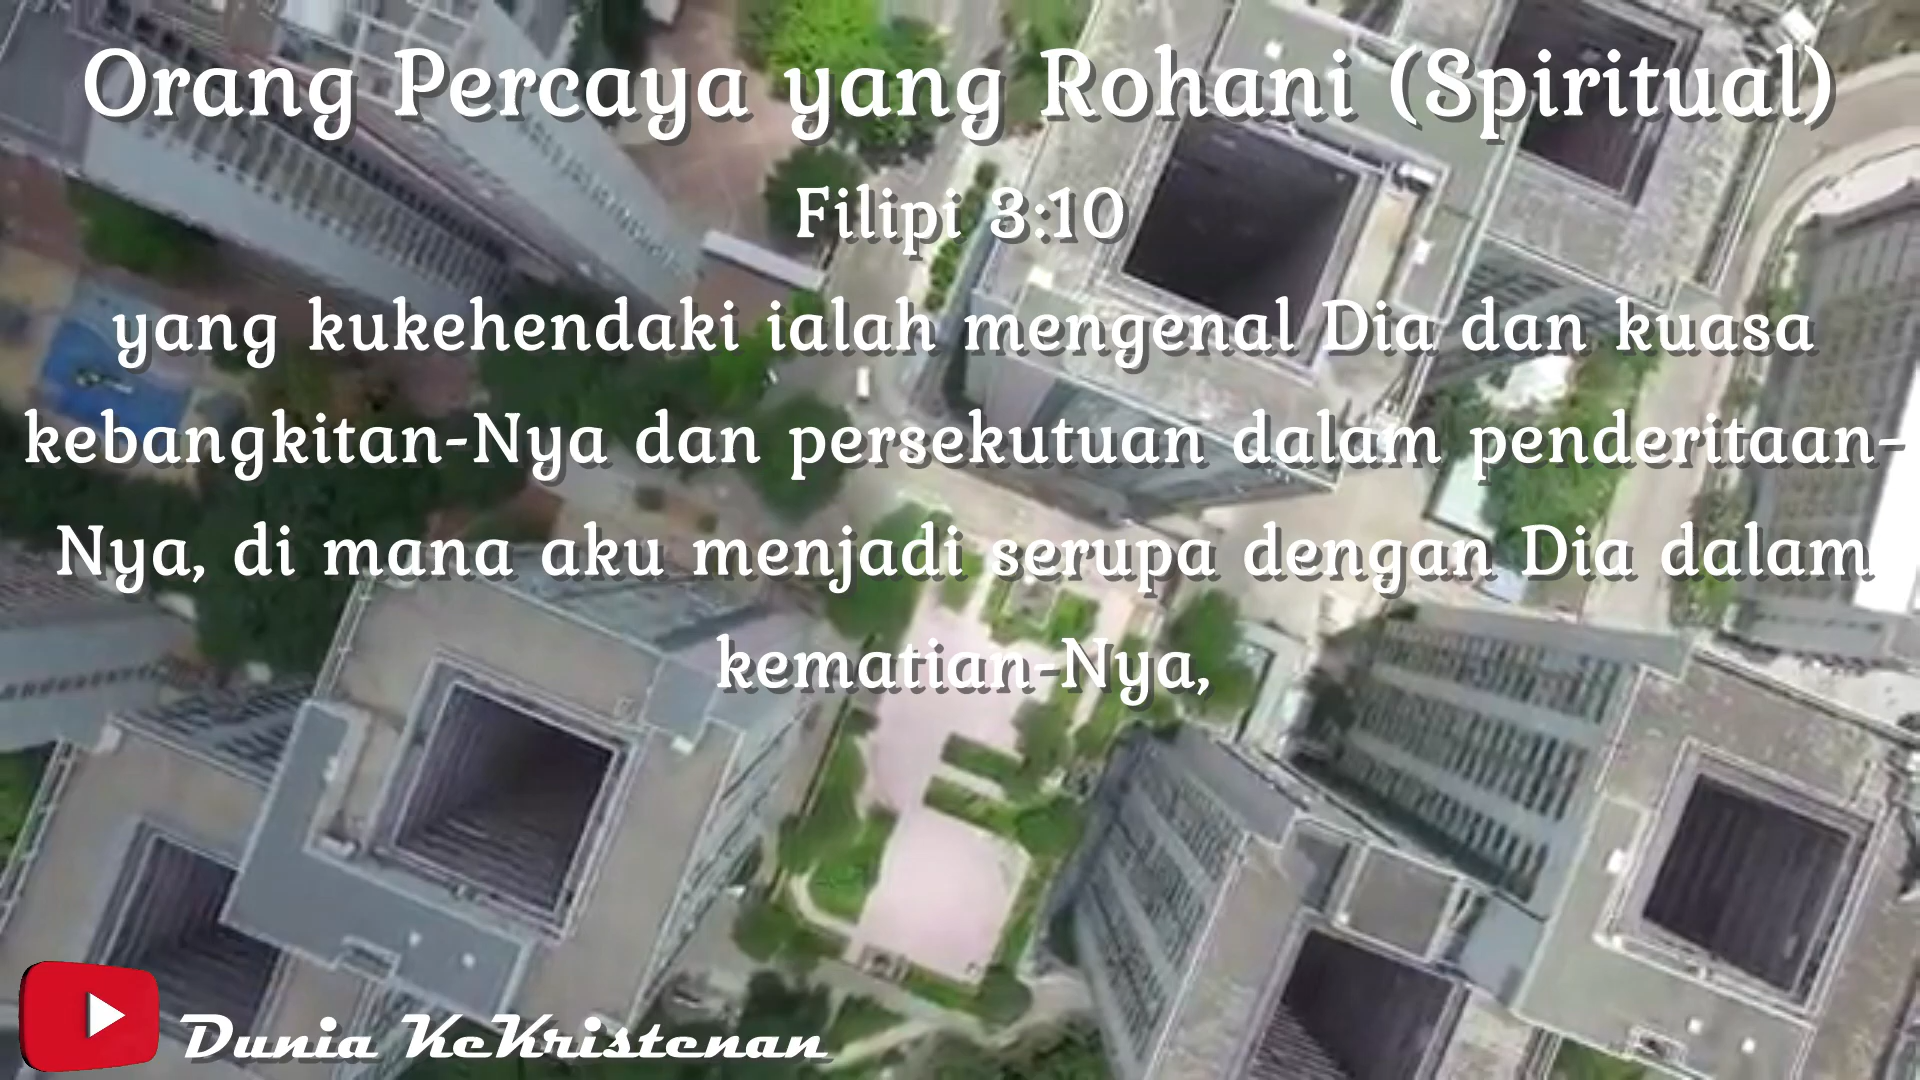 Orang Percaya yang Rohani (Spiritual)
Filipi 3:10
yang kukehendaki ialah mengenal Dia dan kuasa
kebangkitan-Nya dan persekutuan dalam penderitaan-
Nya, di mana aku menjadi serupa dengan Dia dalam
kematian-Nya,
Dunia KeKristenan